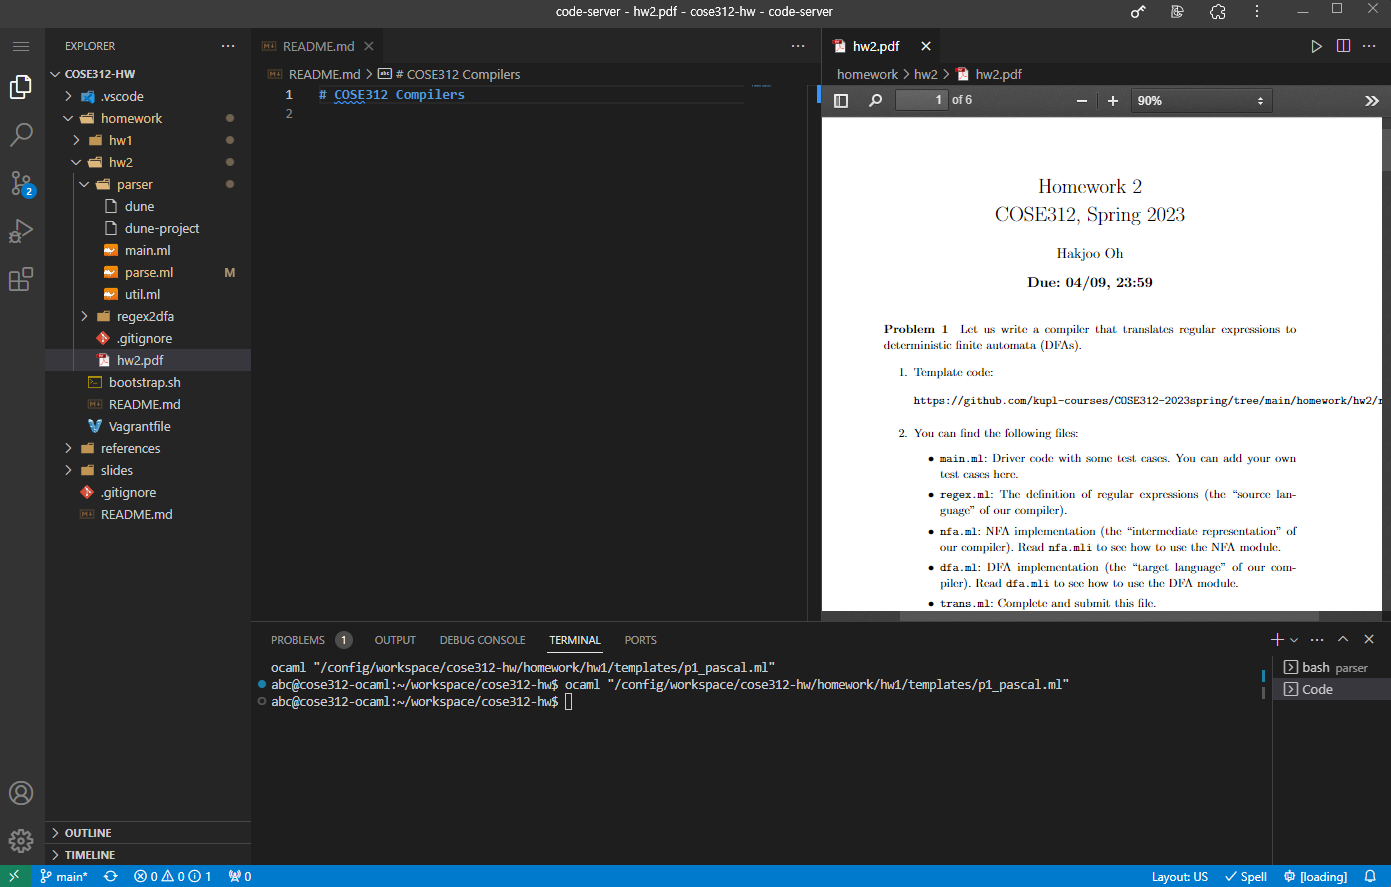 code-server - hw2.pdf - cose312-hw - code-server
EXPLORER
COSE312-HW
.vscode
homework
hw1
hw2
parser
dune
dune-project
main.ml
parse.ml M
util.ml
regex2dfa
.gitignore
hw2.pdf
bootstrap.sh
README.md
Vagrantfile
references
slides
.gitignore
README.md
OUTLINE
TIMELINE
README.md
README.md > # COSE312 Compilers
1 # COSE312 Compilers
2
hw2.pdf
homework > hw2 > hw2.pdf
1 of 6
90%
Homework 2
COSE312, Spring 2023
Hakjoo Oh
Due: 04/09, 23:59
Problem 1 Let us write a compiler that translates regular expressions to
deterministic finite automata (DFAs).
1. Template code:
https://github.com/kupl-courses/COSE312-2023spring/tree/main/homework/hw2/r
2. You can find the following files:
• main.ml: Driver code with some test cases. You can add your own
test cases here.
• regex.ml: The definition of regular expressions (the “source lan-
guage” of our compiler).
• nfa.ml: NFA implementation (the “intermediate representation” of
our compiler). Read nfa.mli to see how to use the NFA module.
• dfa.ml: DFA implementation (the “target language” of our com-
piler). Read dfa.mli to see how to use the DFA module.
• trans.ml: Complete and submit this file.
PROBLEMS 1 OUTPUT DEBUG CONSOLE TERMINAL PORTS
ocaml "/config/workspace/cose312-hw/homework/hw1/templates/p1_pascal.ml"
abc@cose312-ocaml:~/workspace/cose312-hw$ ocaml "/config/workspace/cose312-hw/homework/hw1/templates/p1_pascal.ml"
abc@cose312-ocaml:~/workspace/cose312-hw$
bash parser
Code
2
main* 0 0 1 0
Layout: US Spell [loading]